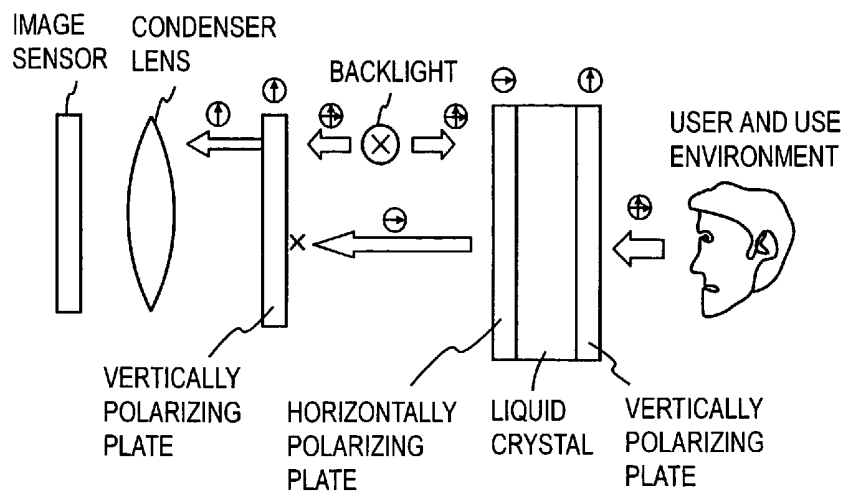 IMAGE
SENSOR
CONDENSER
LENS
BACKLIGHT
USER AND USE
ENVIRONMENT
VERTICALLY
POLARIZING
PLATE
HORIZONTALLY
POLARIZING
PLATE
LIQUID
CRYSTAL
VERTICALLY
POLARIZING
PLATE